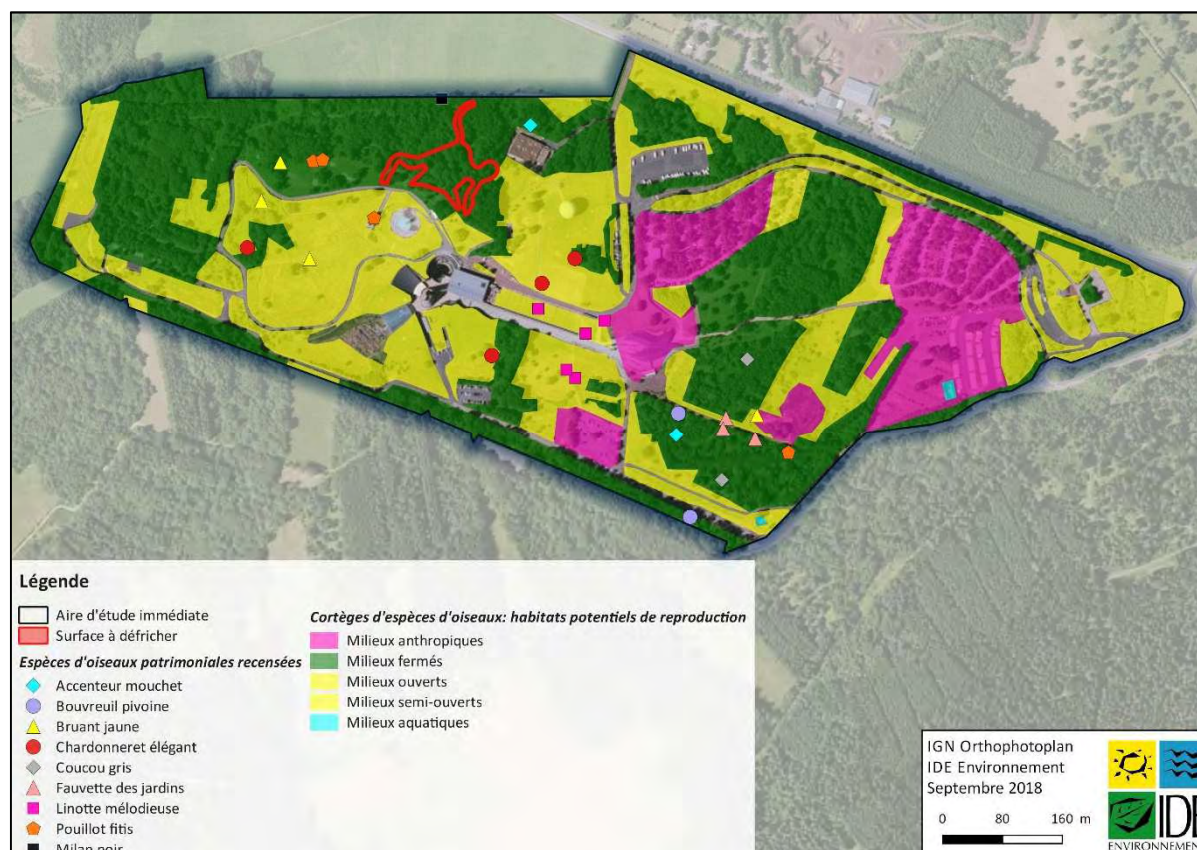 Légende
Aire d'étude immédiate
Surface à défricher
Espèces d'oiseaux patrimoniales recensées
Accenteur mouchet
Bouvreuil pivoine
Bruant jaune
Chardonneret élégant
Coucou gris
Fauvette des jardins
Linotte mélodieuse
Pouillot fitis
Milan noir
Cortèges d'espèces d'oiseaux: habitats potentiels de reproduction
Milieux anthropiques
Milieux fermés
Milieux ouverts
Milieux semi-ouverts
Milieux aquatiques
IGN Orthophotoplan
IDE Environnement
Septembre 2018
0 80 160 m
IDE
ENVIRONNEMENT